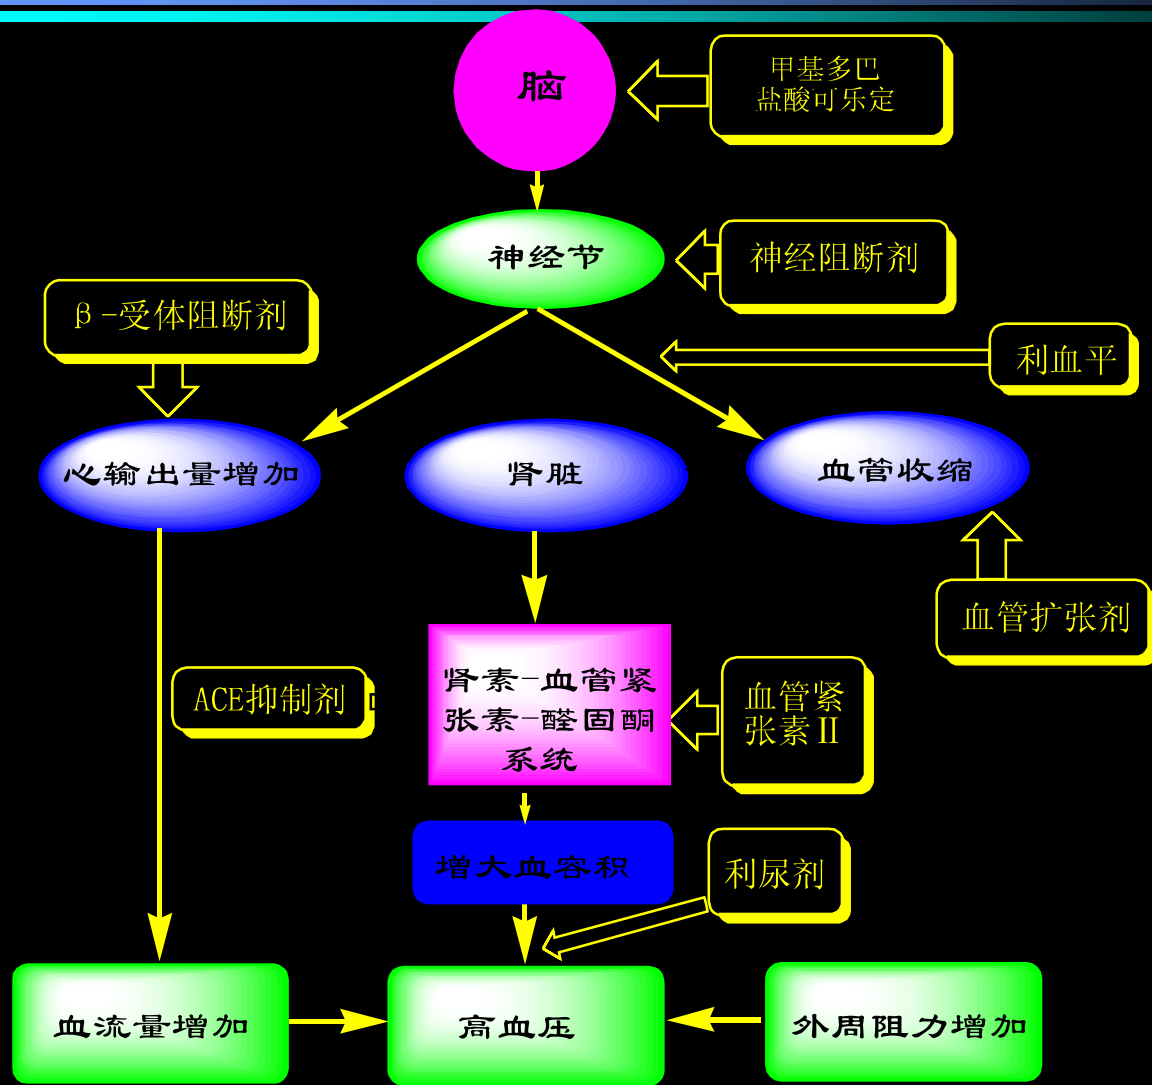 脑
甲基多巴
盐酸可乐定
神经节
神经阻断剂
β-受体阻断剂
利血平
心输出量增加
肾脏
血管收缩
血管扩张剂
ACE抑制剂
肾素-血管紧
张素-醛固酮
系统
血管紧
张素Ⅱ
增大血容积
利尿剂
血流量增加
高血压
外周阻力增加